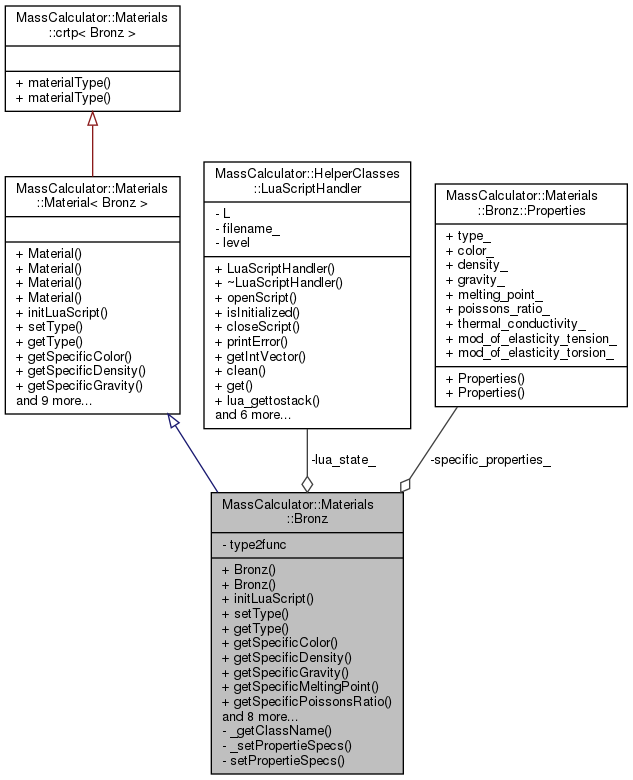 MassCalculator::Materials
::crtp< Bronz >
+ materialType()
+ materialType()
MassCalculator::Materials
::Material< Bronz >
+ Material()
+ Material()
+ Material()
+ Material()
+ initLuaScript()
+ setType()
+ getType()
+ getSpecificColor()
+ getSpecificDensity()
+ getSpecificGravity()
and 9 more...
MassCalculator::HelperClasses
::LuaScriptHandler
- L
- filename_
- level
+ LuaScriptHandler()
+ ~LuaScriptHandler()
+ openScript()
+ isInitialized()
+ closeScript()
+ printError()
+ getIntVector()
+ clean()
+ get()
+ lua_gettostack()
and 6 more...
MassCalculator::Materials
::Bronz::Properties
+ type_
+ color_
+ density_
+ gravity_
+ melting_point_
+ poissons_ratio_
+ thermal_conductivity_
+ mod_of_elasticity_tension_
+ mod_of_elasticity_torsion_
+ Properties()
+ Properties()
-lua_state_
-specific_properties_
MassCalculator::Materials
::Bronz
- type2func
+ Bronz()
+ Bronz()
+ initLuaScript()
+ setType()
+ getType()
+ getSpecificColor()
+ getSpecificDensity()
+ getSpecificGravity()
+ getSpecificMeltingPoint()
+ getSpecificPoissonsRatio()
and 8 more...
- _getClassName()
- _setPropertieSpecs()
- setPropertieSpecs()